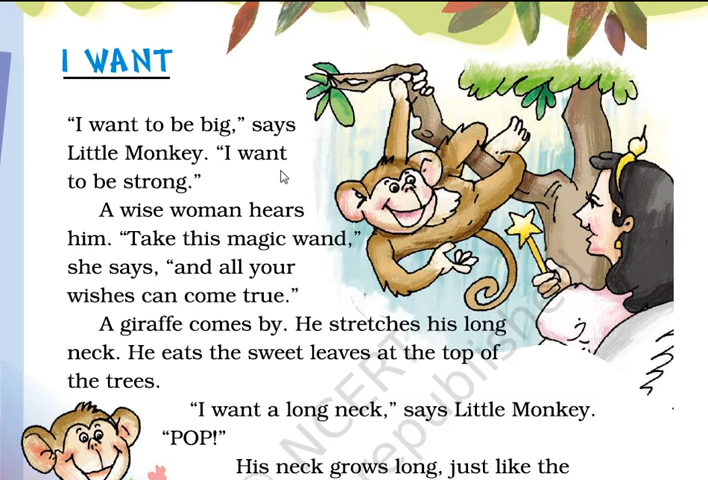 I WANT
“I want to be big,” says
Little Monkey. “I want
to be strong.”
A wise woman hears
him. “Take this magic wand,”
she says, “and all your
wishes can come true.”
A giraffe comes by. He stretches his long
neck. He eats the sweet leaves at the top of
the trees.
“I want a long neck,” says Little Monkey.
“POP!”
His neck grows long, just like the
© NCERT
republished